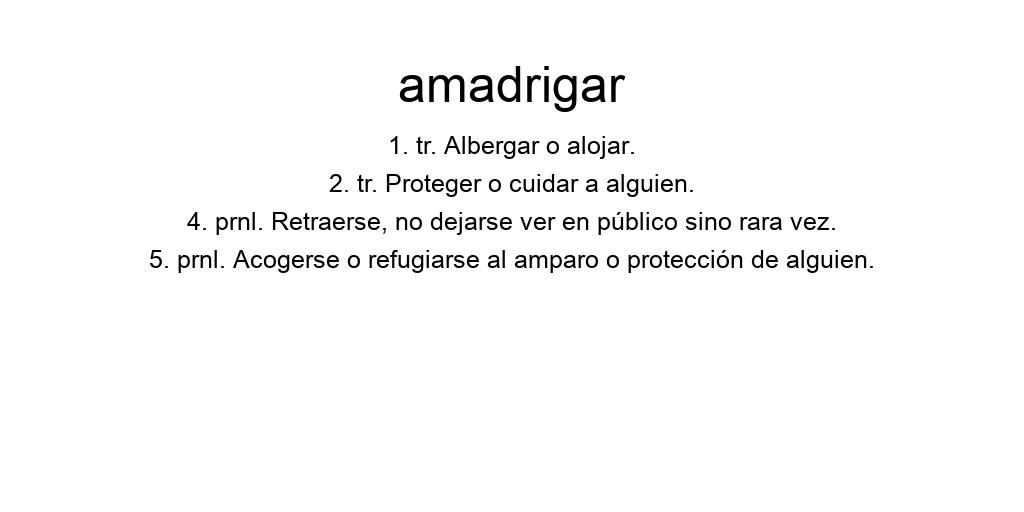 amadrigar
1. tr. Albergar o alojar.
2. tr. Proteger o cuidar a alguien.
4. prnl. Retraerse, no dejarse ver en público sino rara vez.
5. prnl. Acogerse o refugiarse al amparo o protección de alguien.